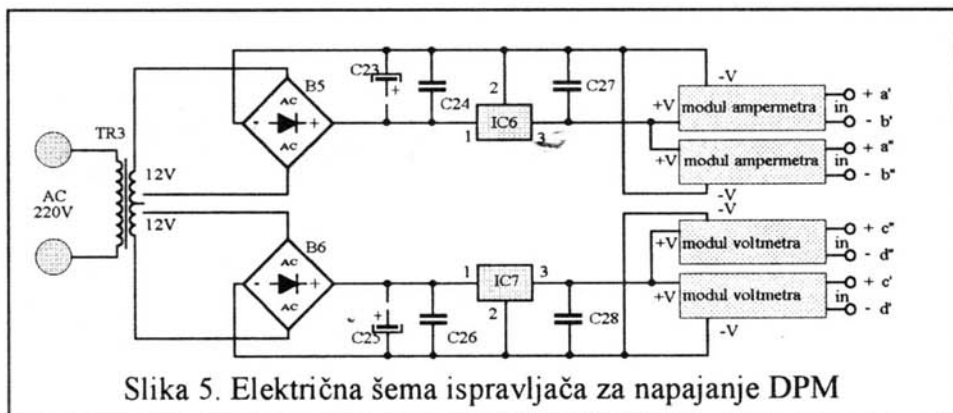 C23
+
B5
AC
- +
AC
C24
2
IC6
1
3
C27
-V
+V
modul ampermetra
+ a'
in
- b'
+V
modul ampermetra
+ a"
in
- b"
-V
TR3
12V
AC
220V
12V
B6
AC
- +
AC
+
C25
C26
1
IC7
3
2
C28
-V
+V
modul voltmetra
+ c"
in
- d"
+V
modul voltmetra
+ c'
in
- d'
-V
Slika 5. Električna šema ispravljača za napajanje DPM